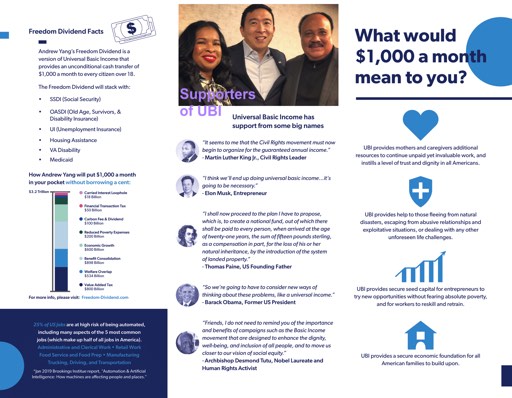 Freedom Dividend Facts
Andrew Yang's Freedom Dividend is a
version of Universal Basic Income that
provides an unconditional cash transfer of
$1,000 a month to every citizen over 18.
The Freedom Dividend will stack with:
• SSDI (Social Security)
• OASDI (Old Age, Survivors, &
Disability Insurance)
• UI (Unemployment Insurance)
• Housing Assistance
• VA Disability
• Medicaid
How Andrew Yang will put $1,000 a month
in your pocket without borrowing a cent:
$3.2 Trillion
Carried Interest Loophole
Financial Transaction Tax
$50 Billion
Carbon Fee & Dividend
$100 Billion
Reduced Poverty Expenses
$200 Billion
Economic Growth
$600 Billion
Benefit Consolidation
Welfare Overlap
Value Added Tax
$800 Billion
For more info, please visit: Freedom-Dividend.com
35% of US jobs are at high risk of being automated,
including many aspects of the 5 most common
jobs (which make up half of all jobs in America).
Administrative and Clerical Work • Retail Work
Food Service and Food Prep • Manufacturing
Trucking, Driving, and Transportation
*Jan 2019 Brookings Institue report, "Automation & Artificial
Intelligence: How machines are affecting people and places."
Supporters
of UBI
Universal Basic Income has
support from some big names
"It seems to me that the Civil Rights movement must now
begin to organize for the guaranteed annual income."
- Martin Luther King Jr., Civil Rights Leader
"I think we'll end up doing universal basic income...it's
going to be necessary."
- Elon Musk, Entrepreneur
"I shall now proceed to the plan I have to propose,
which is, to create a national fund, out of which there
shall be paid to every person, when arrived at the age
of twenty-one years, the sum of fifteen pounds sterling,
as a compensation in part, for the loss of his or her
natural inheritance, by the introduction of the system
of landed property."
- Thomas Paine, US Founding Father
"So we're going to have to consider new ways of
thinking about these problems, like a universal income."
- Barack Obama, Former US President
"Friends, I do not need to remind you of the importance
and benefits of campaigns such as the Basic Income
movement that are designed to enhance the dignity,
well-being, and inclusion of all people, and to move us
closer to our vision of social equity."
- Archbishop Desmond Tutu, Nobel Laureate and
Human Rights Activist
What would
$1,000 a month
mean to you?
UBI provides mothers and caregivers additional
resources to continue unpaid yet invaluable work, and
instills a level of trust and dignity in all Americans.
UBI provides help to those fleeing from natural
disasters, escaping from abusive relationships and
exploitative situations, or dealing with any other
unforeseen life challenges.
UBI provides secure seed capital for entrepreneurs to
try new opportunities without fearing absolute poverty,
and for workers to reskill and retrain.
UBI provides a secure economic foundation for all
American families to build upon.